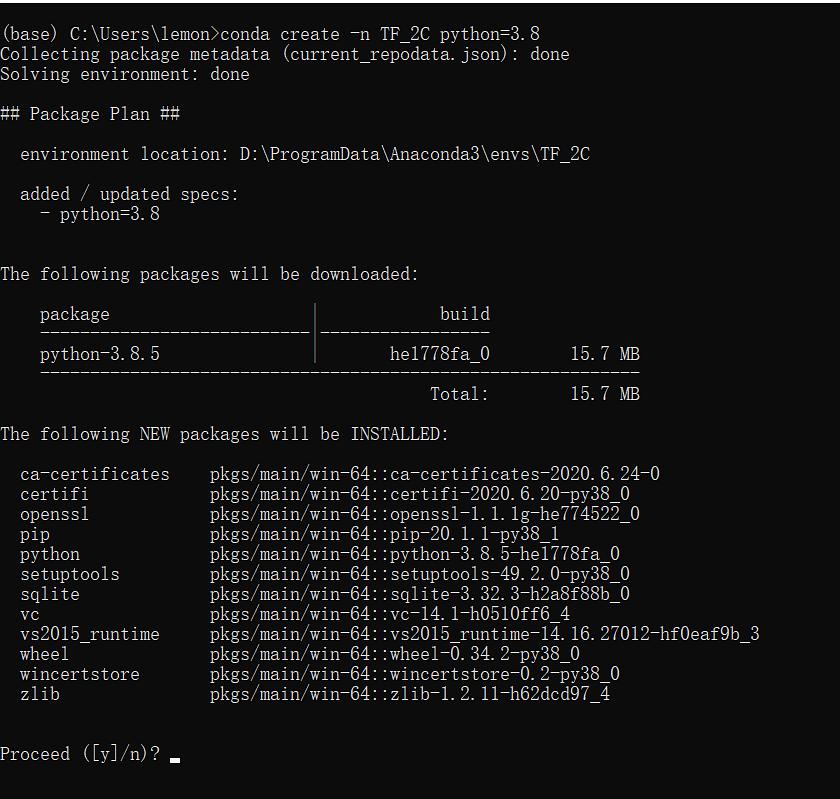 (base) C:\Users\lemon>conda create -n TF_2C python=3.8
Collecting package metadata (current_repodata.json): done
Solving environment: done
## Package Plan ##
environment location: D:\ProgramData\Anaconda3\envs\TF_2C
added / updated specs:
- python=3.8
The following packages will be downloaded:
package | build
---------------------------|-----------------
python-3.8.5 | he1778fa_0 15.7 MB
------------------------------------------------------------
Total: 15.7 MB
The following NEW packages will be INSTALLED:
ca-certificates pkgs/main/win-64::ca-certificates-2020.6.24-0
certifi pkgs/main/win-64::certifi-2020.6.20-py38_0
openssl pkgs/main/win-64::openssl-1.1.1g-he774522_0
pip pkgs/main/win-64::pip-20.1.1-py38_1
python pkgs/main/win-64::python-3.8.5-he1778fa_0
setuptools pkgs/main/win-64::setuptools-49.2.0-py38_0
sqlite pkgs/main/win-64::sqlite-3.32.3-h2a8f88b_0
vc pkgs/main/win-64::vc-14.1-h0510ff6_4
vs2015_runtime pkgs/main/win-64::vs2015_runtime-14.16.27012-hf0eaf9b_3
wheel pkgs/main/win-64::wheel-0.34.2-py38_0
wincertstore pkgs/main/win-64::wincertstore-0.2-py38_0
zlib pkgs/main/win-64::zlib-1.2.11-h62dcd97_4
Proceed ([y]/n)?